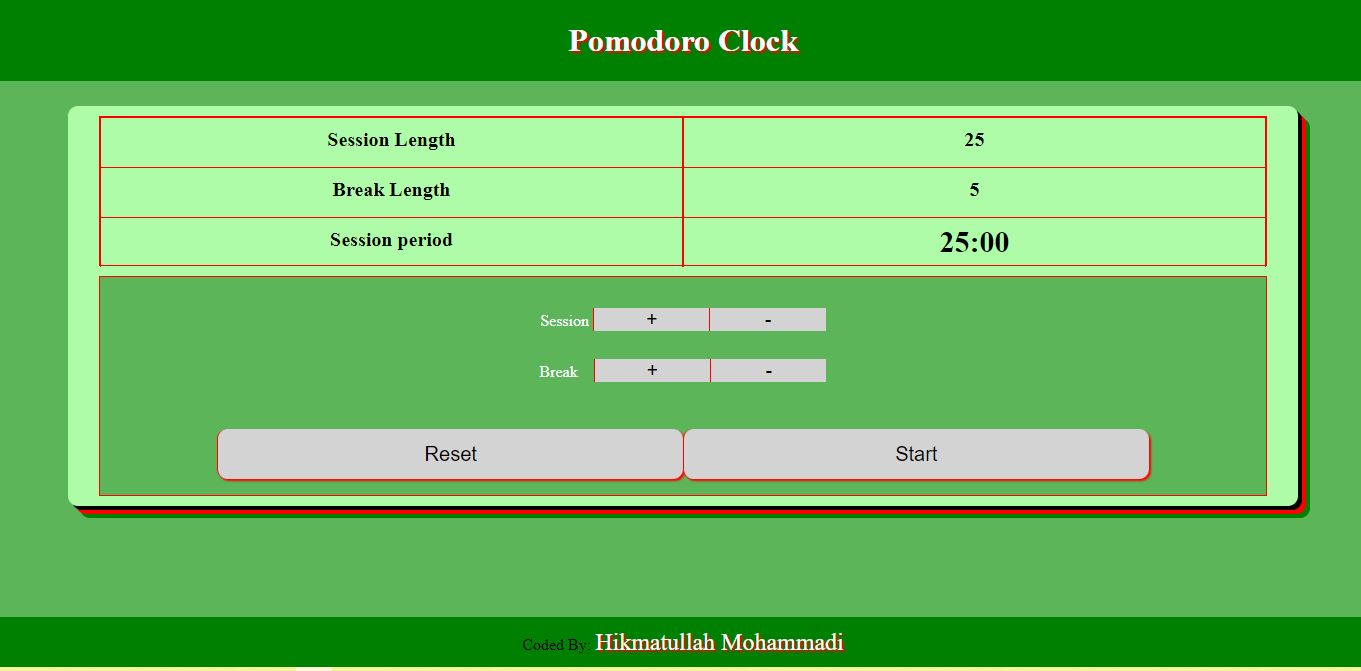 Pomodoro Clock
Session Length 25
Break Length 5
Session period 25:00
Session + -
Break + -
Reset Start
Coded By: Hikmatullah Mohammadi